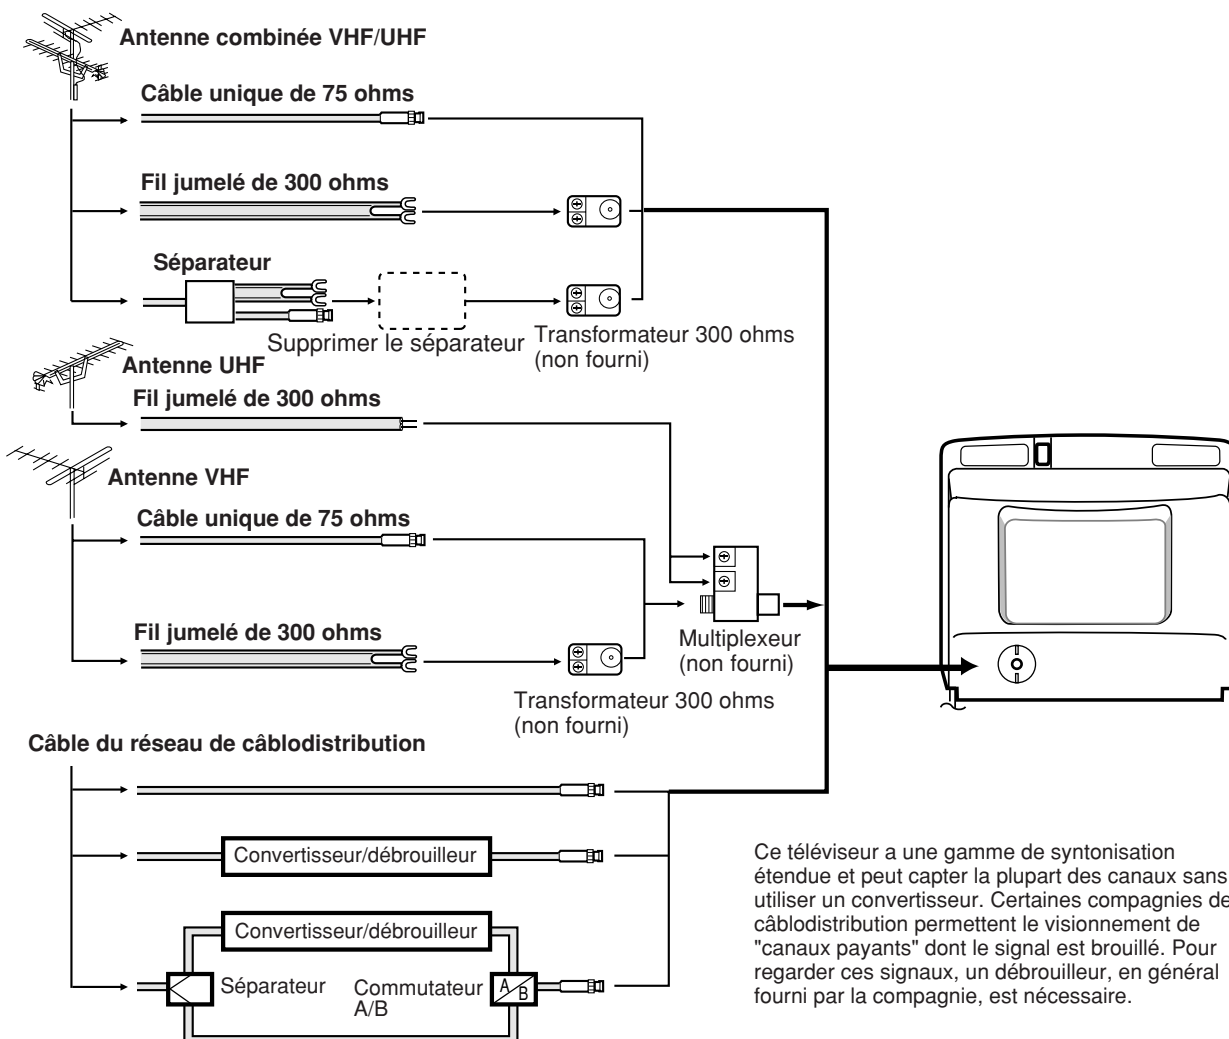 Antenne combinée VHF/UHF
Câble unique de 75 ohms
Fil jumelé de 300 ohms
Séparateur
Supprimer le séparateur
Transformateur 300 ohms
(non fourni)
Antenne UHF
Fil jumelé de 300 ohms
Antenne VHF
Câble unique de 75 ohms
Fil jumelé de 300 ohms
Multiplexeur
(non fourni)
Transformateur 300 ohms
(non fourni)
Câble du réseau de câblodistribution
Convertisseur/débrouilleur
Convertisseur/débrouilleur
Séparateur
Commutateur
A/B
A B
Ce téléviseur a une gamme de syntonisation
étendue et peut capter la plupart des canaux sans
utiliser un convertisseur. Certaines compagnies de
câblodistribution permettent le visionnement de
"canaux payants" dont le signal est brouillé. Pour
regarder ces signaux, un débrouilleur, en général
fourni par la compagnie, est nécessaire.